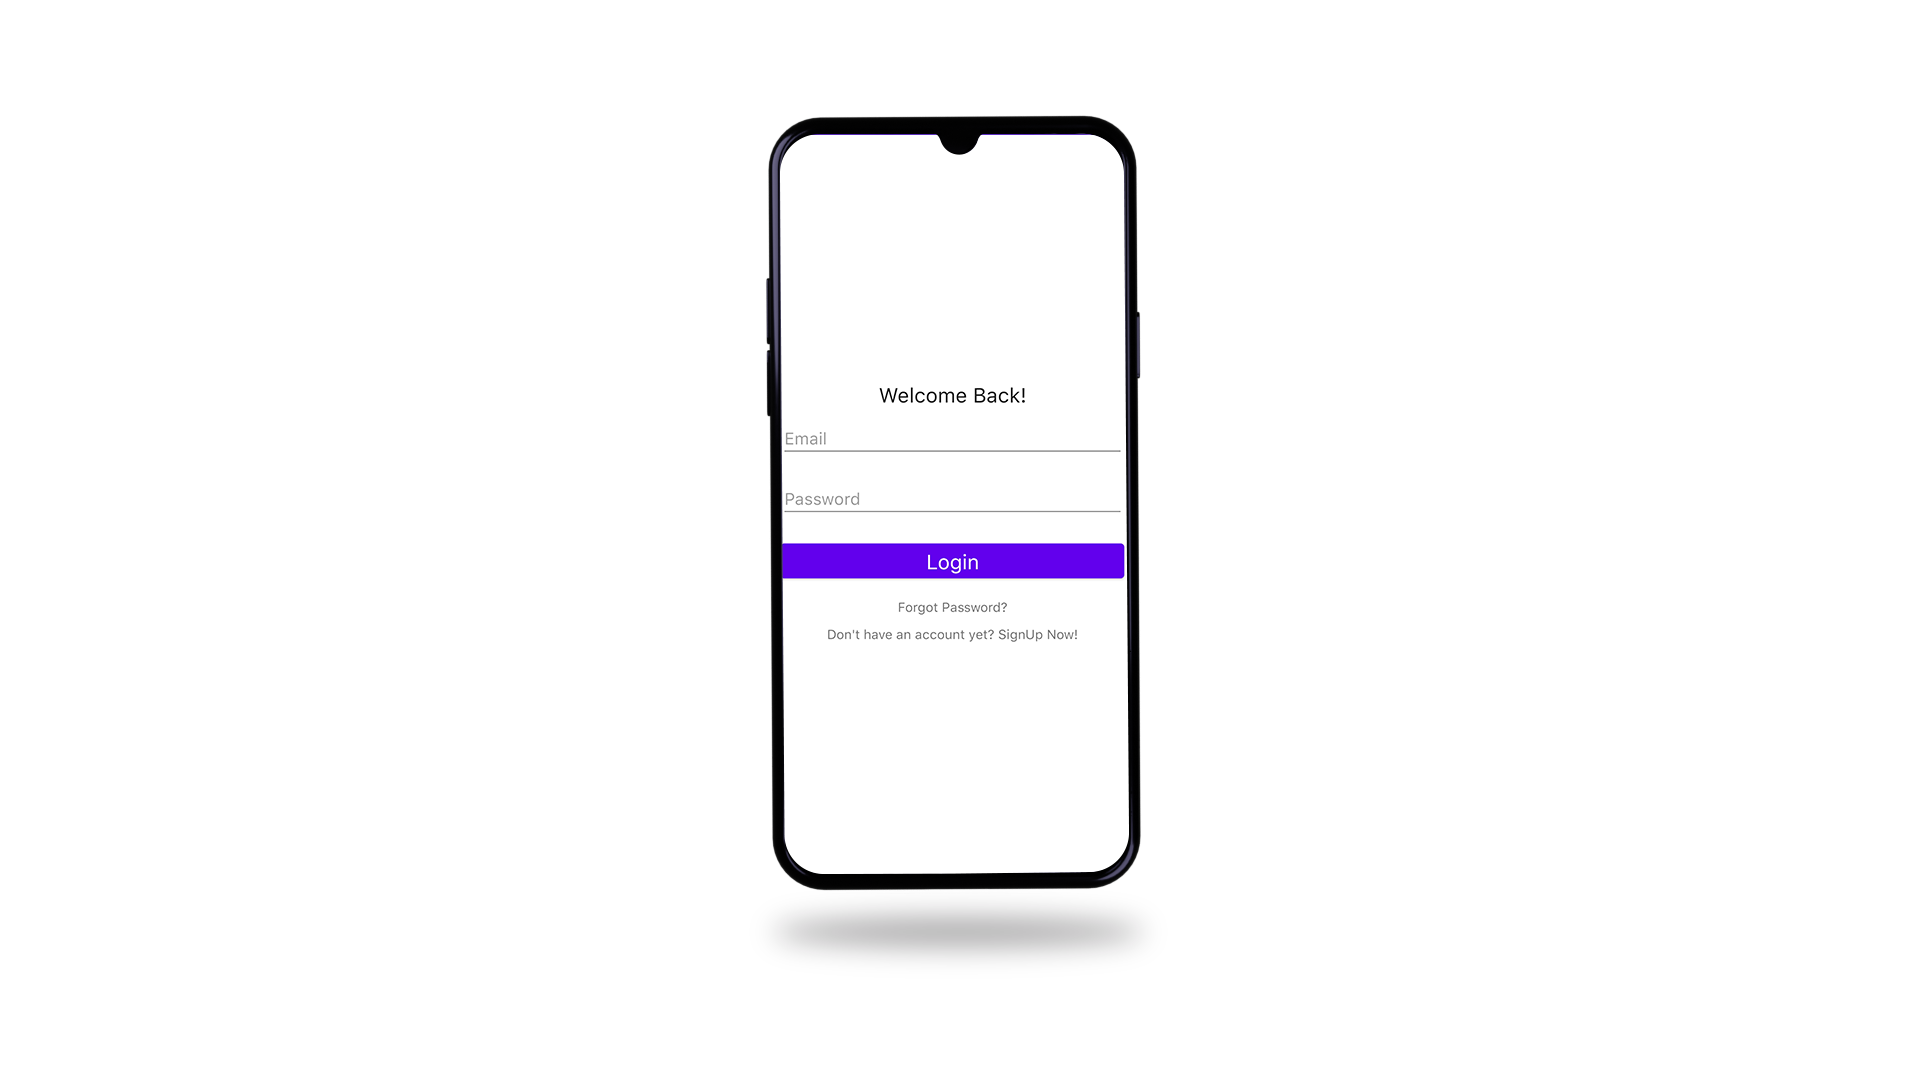 Welcome Back!
Email
Password
Login
Forgot Password?
Don't have an account yet? SignUp Now!